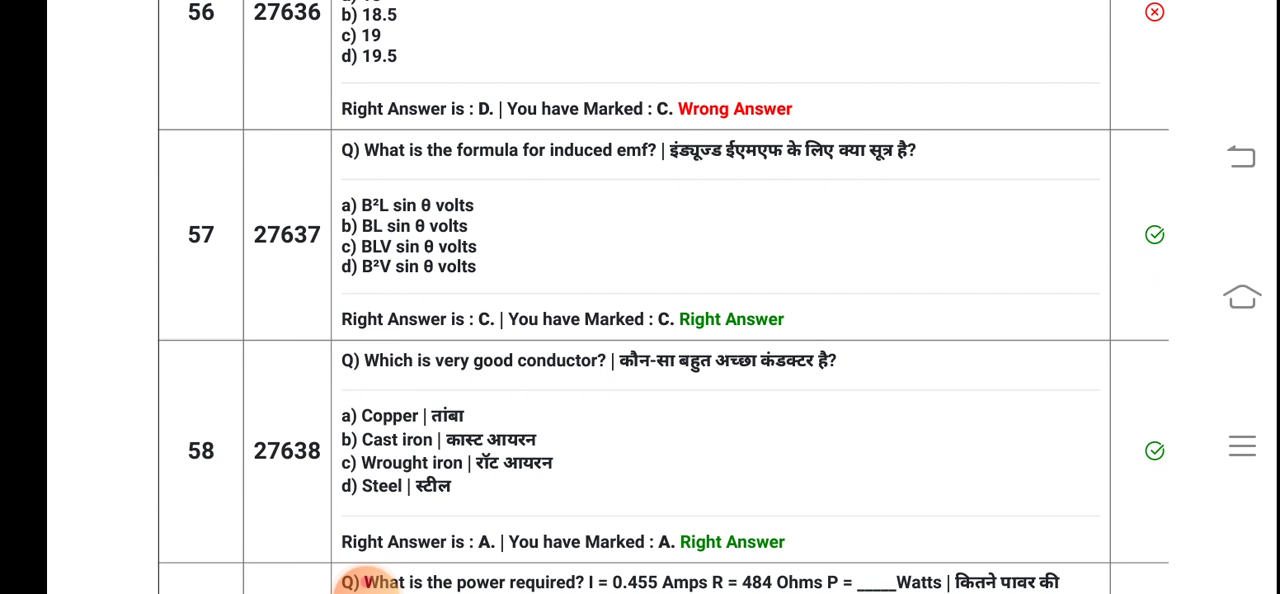 56
27636
b) 18.5
c) 19
d) 19.5
Right Answer is : D. | You have Marked : C. Wrong Answer
57
27637
Q) What is the formula for induced emf? | इंड्यूज्ड ईएमएफ के लिए क्या सूत्र है?
a) B²L sin θ volts
b) BL sin θ volts
c) BLV sin θ volts
d) B²V sin θ volts
Right Answer is : C. | You have Marked : C. Right Answer
58
27638
Q) Which is very good conductor? | कौन-सा बहुत अच्छा कंडक्टर है?
a) Copper | तांबा
b) Cast iron | कास्ट आयरन
c) Wrought iron | रॉट आयरन
d) Steel | स्टील
Right Answer is : A. | You have Marked : A. Right Answer
Q) What is the power required? I = 0.455 Amps R = 484 Ohms P = _____Watts | कितने पावर की